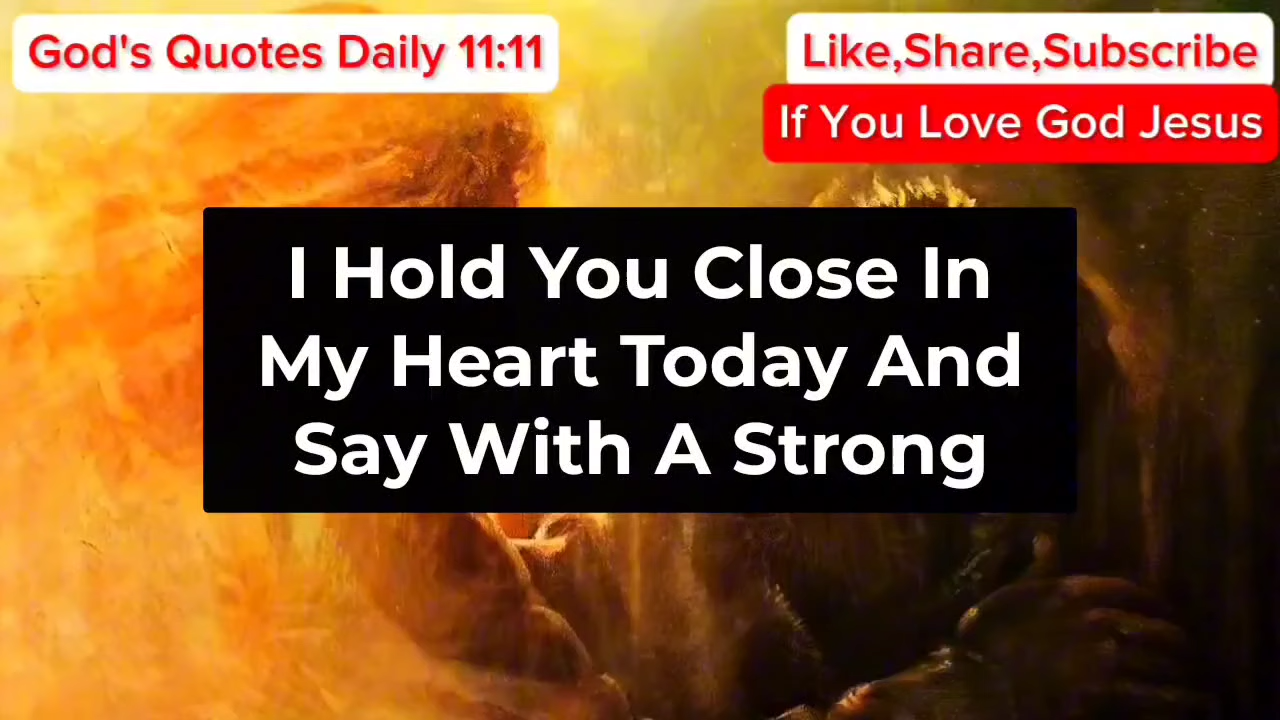 God's Quotes Daily 11:11
Like,Share,Subscribe
If You Love God Jesus
I Hold You Close In
My Heart Today And
Say With A Strong